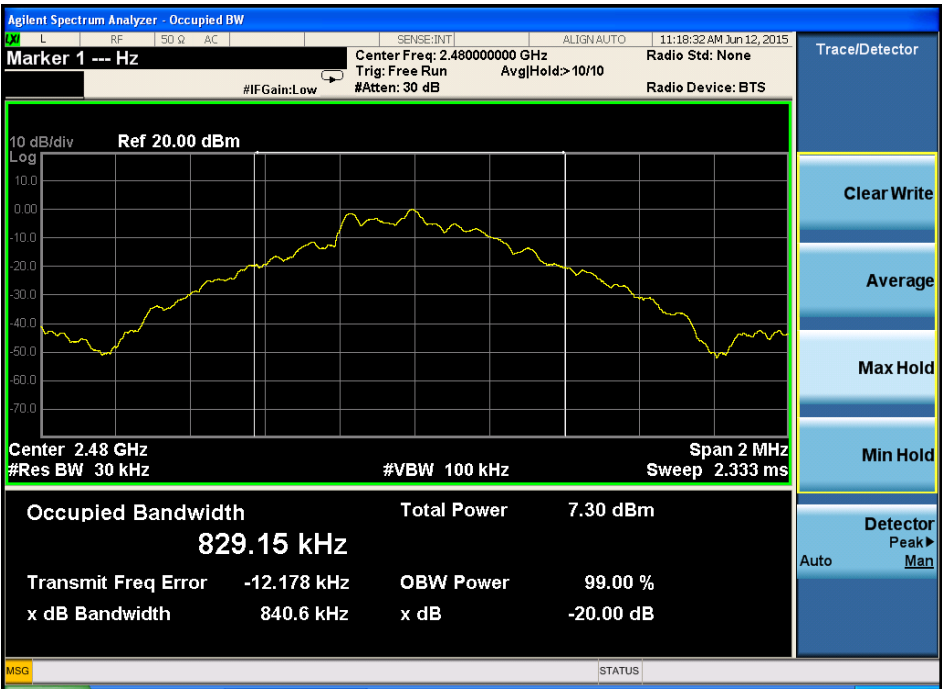 Agilent Spectrum Analyzer - Occupied BW
LXI L RF 50 Ω AC SENSE:INT ALIGN AUTO 11:18:32 AM Jun 12, 2015
Marker 1 --- Hz
Center Freq: 2.480000000 GHz
Radio Std: None
Trig: Free Run Avg|Hold:>10/10
#IFGain:Low
#Atten: 30 dB
Radio Device: BTS
Trace/Detector
10 dB/div Ref 20.00 dBm
Log
10.0
0.00
-10.0
-20.0
-30.0
-40.0
-50.0
-60.0
-70.0
Center 2.48 GHz Span 2 MHz
#Res BW 30 kHz #VBW 100 kHz Sweep 2.333 ms
Occupied Bandwidth
829.15 kHz
Total Power 7.30 dBm
Transmit Freq Error -12.178 kHz OBW Power 99.00 %
x dB Bandwidth 840.6 kHz x dB -20.00 dB
Clear Write
Average
Max Hold
Min Hold
Detector
Peak▶
Auto Man
MSG STATUS